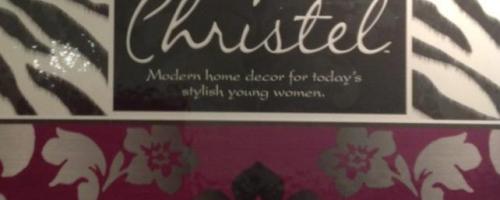 Christel
Modern home decor for today's
stylish young women.